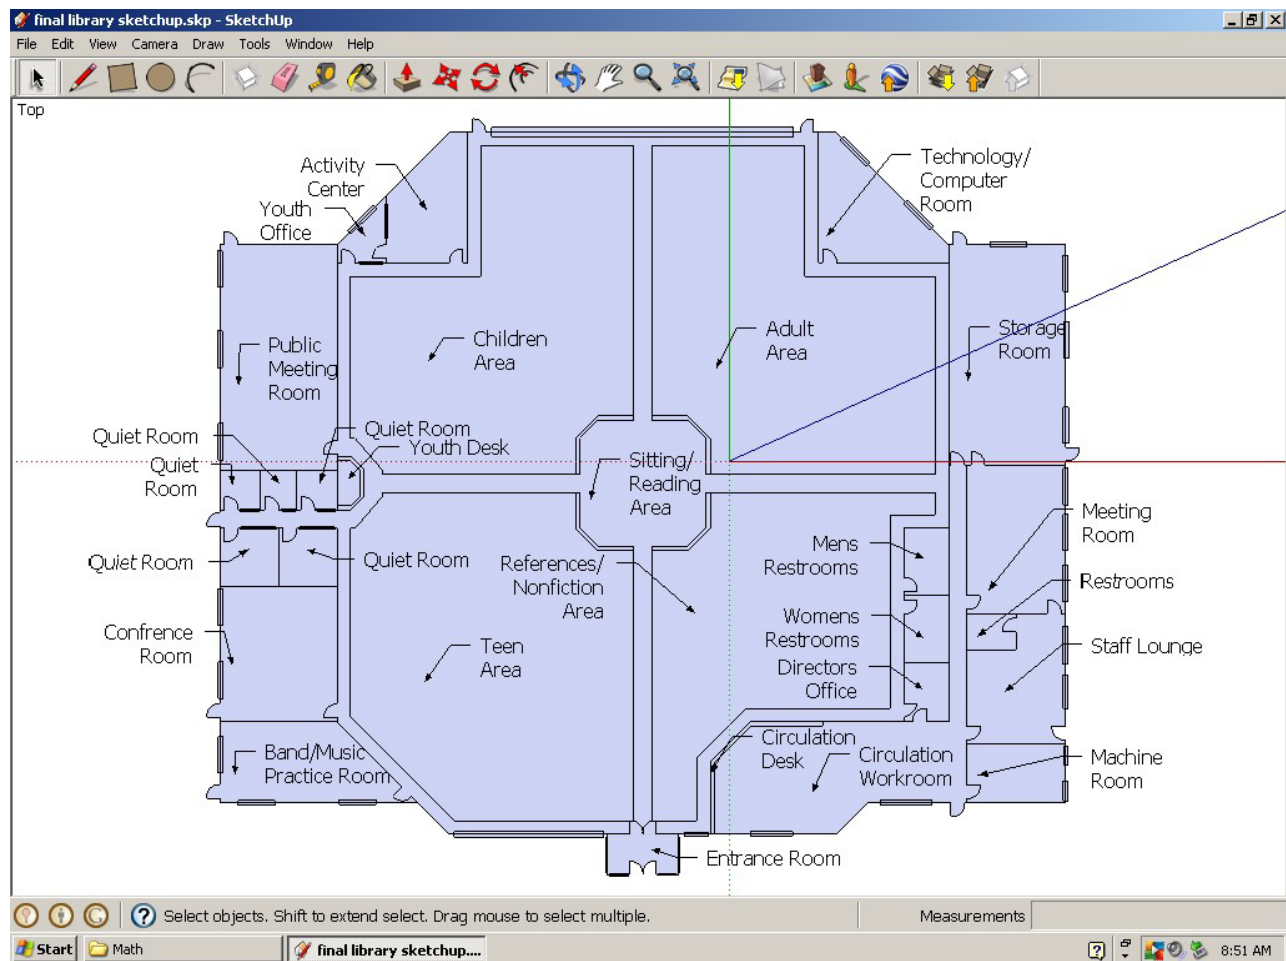 final library sketchup.skp - SketchUp
File Edit View Camera Draw Tools Window Help
Top
Activity
Center
Youth
Office
Technology/
Computer
Room
Public
Meeting
Room
Children
Area
Adult
Area
Storage
Room
Quiet Room
Quiet Room
Youth Desk
Quiet
Room
Sitting/
Reading
Area
Meeting
Room
Mens
Restrooms
Quiet Room
Quiet Room
References/
Nonfiction
Area
Restrooms
Womens
Restrooms
Confrence
Room
Teen
Area
Staff Lounge
Directors
Office
Band/Music
Practice Room
Circulation
Desk
Circulation
Workroom
Machine
Room
Entrance Room
Select objects. Shift to extend select. Drag mouse to select multiple.
Measurements
Start
Math
final library sketchup....
8:51 AM